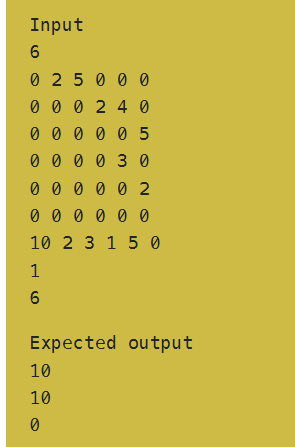 Input
6
0 2 5 0 0 0
0 0 0 2 4 0
0 0 0 0 0 5
0 0 0 0 3 0
0 0 0 0 0 2
0 0 0 0 0 0
10 2 3 1 5 0
1
6
Expected output
10
10
0